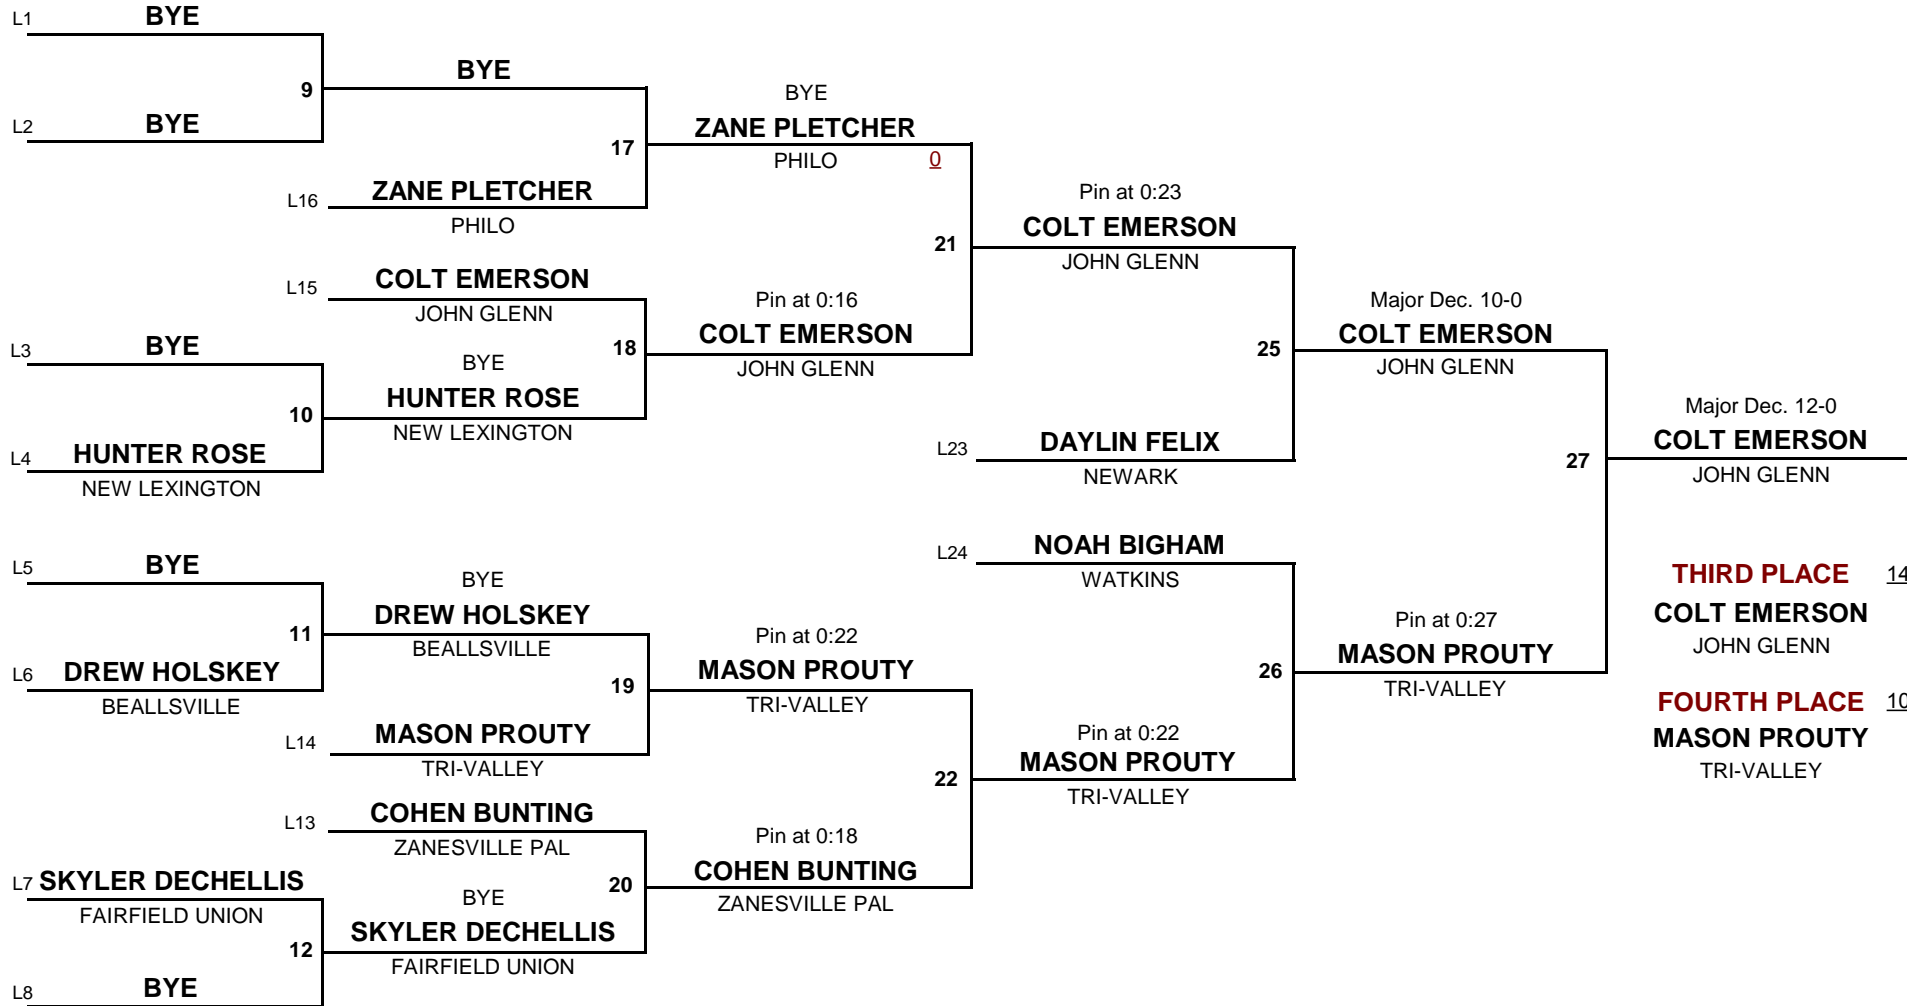 L1 BYE
9
L2 BYE
BYE
17
L16 ZANE PLETCHER
PHILO
BYE
ZANE PLETCHER
PHILO 0
L15 COLT EMERSON
JOHN GLENN
L3 BYE
10
L4 HUNTER ROSE
NEW LEXINGTON
BYE
HUNTER ROSE
NEW LEXINGTON
18
Pin at 0:16
COLT EMERSON
JOHN GLENN
21
Pin at 0:23
COLT EMERSON
JOHN GLENN
L23 DAYLIN FELIX
NEWARK
25
Major Dec. 10-0
COLT EMERSON
JOHN GLENN
L5 BYE
11
L6 DREW HOLSKEY
BEALLSVILLE
BYE
DREW HOLSKEY
BEALLSVILLE
19
L14 MASON PROUTY
TRI-VALLEY
Pin at 0:22
MASON PROUTY
TRI-VALLEY
L13 COHEN BUNTING
ZANESVILLE PAL
L7 SKYLER DECHELLIS
FAIRFIELD UNION
12
L8 BYE
BYE
SKYLER DECHELLIS
FAIRFIELD UNION
20
Pin at 0:18
COHEN BUNTING
ZANESVILLE PAL
22
L24 NOAH BIGHAM
WATKINS
Pin at 0:22
MASON PROUTY
TRI-VALLEY
26
Pin at 0:27
MASON PROUTY
TRI-VALLEY
27
Major Dec. 12-0
COLT EMERSON
JOHN GLENN
THIRD PLACE 14
COLT EMERSON
JOHN GLENN
FOURTH PLACE 10
MASON PROUTY
TRI-VALLEY